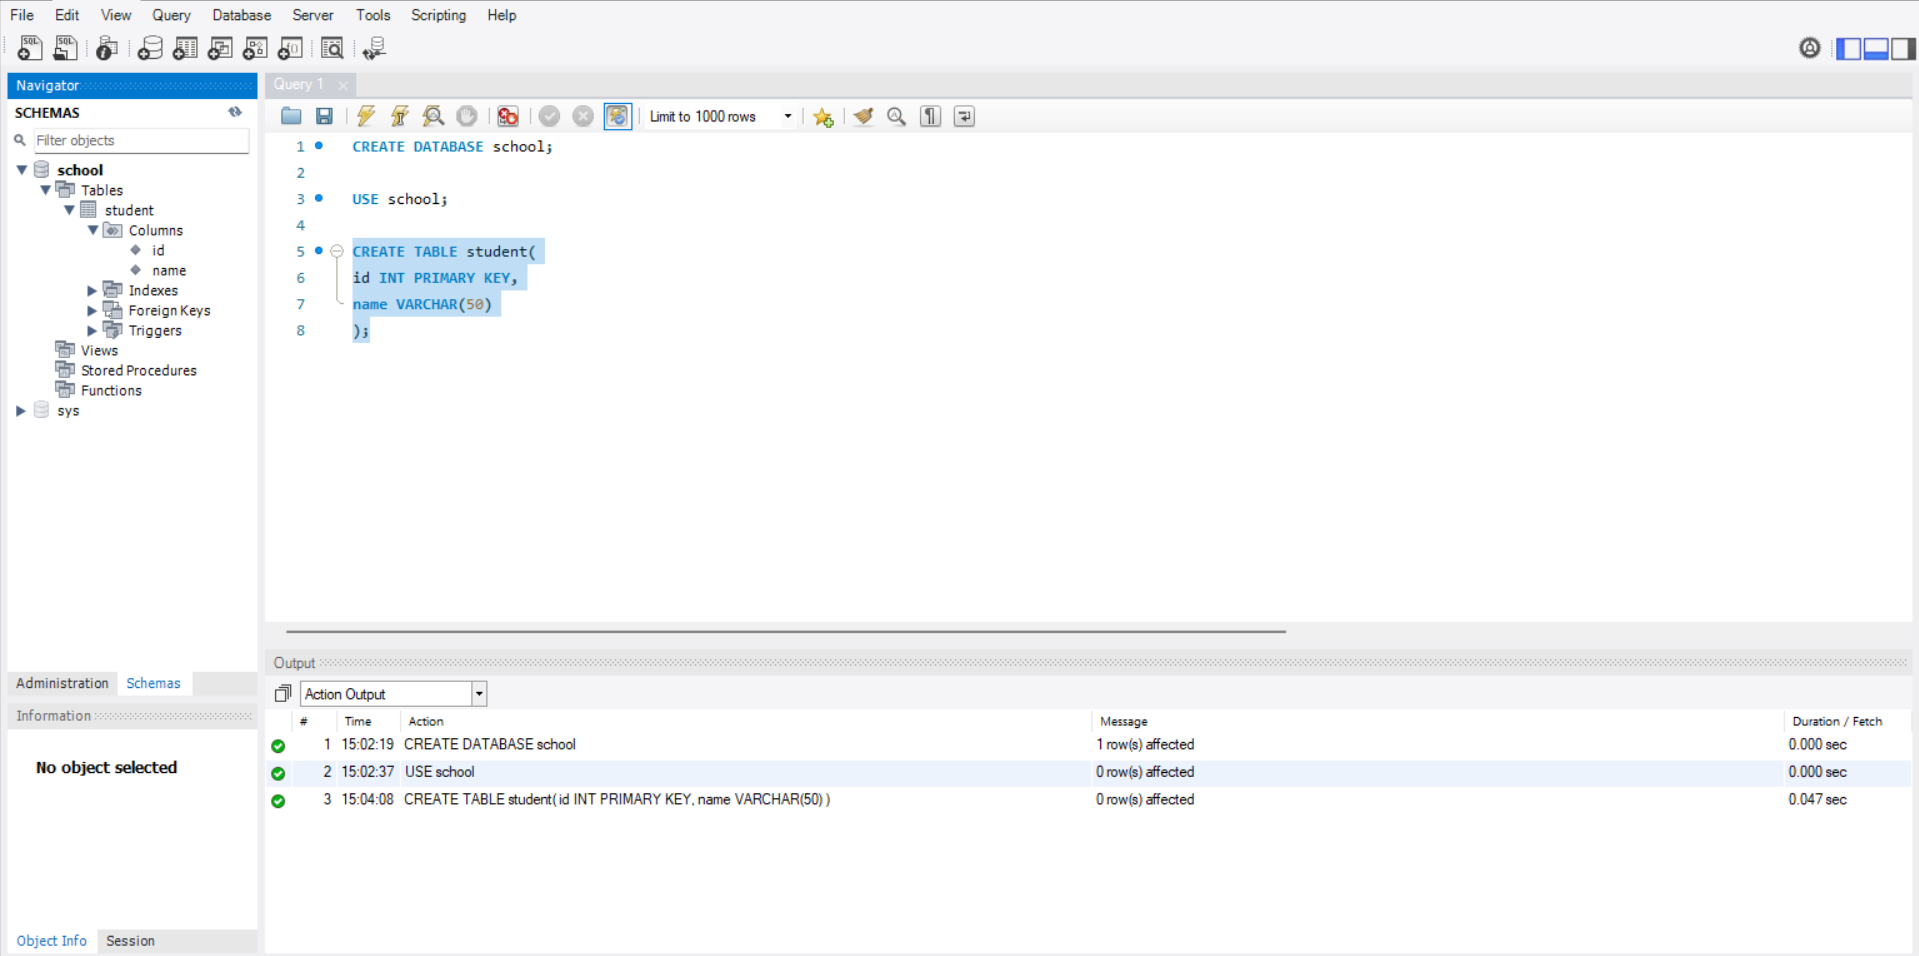 File Edit View Query Database Server Tools Scripting Help
Navigator
SCHEMAS
Filter objects
school
Tables
student
Columns
id
name
Indexes
Foreign Keys
Triggers
Views
Stored Procedures
Functions
sys
Administration Schemas
Information
No object selected
Object Info Session
Query 1
Limit to 1000 rows
1 CREATE DATABASE school;
2
3 USE school;
4
5 CREATE TABLE student(
6 id INT PRIMARY KEY,
7 name VARCHAR(50)
8 );
Output
Action Output
# Time Action Message Duration / Fetch
1 15:02:19 CREATE DATABASE school 1 row(s) affected 0.000 sec
2 15:02:37 USE school 0 row(s) affected 0.000 sec
3 15:04:08 CREATE TABLE student( id INT PRIMARY KEY, name VARCHAR(50) ) 0 row(s) affected 0.047 sec